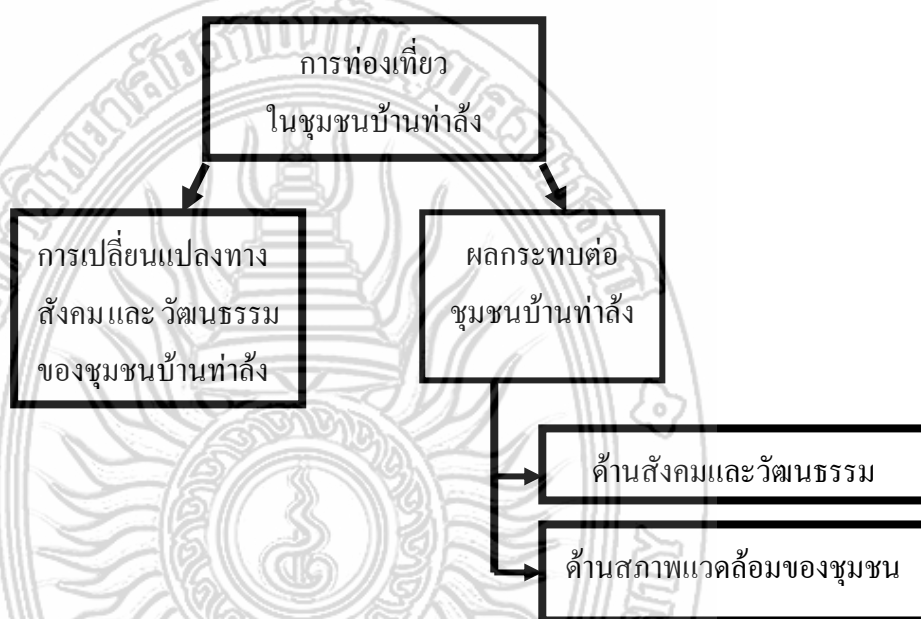 การท่องเที่ยว
ในชุมชนบ้านท่าล้ง
การเปลี่ยนแปลงทาง
สังคม และ วัฒนธรรม
ของชุมชนบ้านท่าล้ง
ผลกระทบต่อ
ชุมชนบ้านท่าล้ง
ด้านสังคมและวัฒนธรรม
ด้านสภาพแวดล้อมของชุมชน